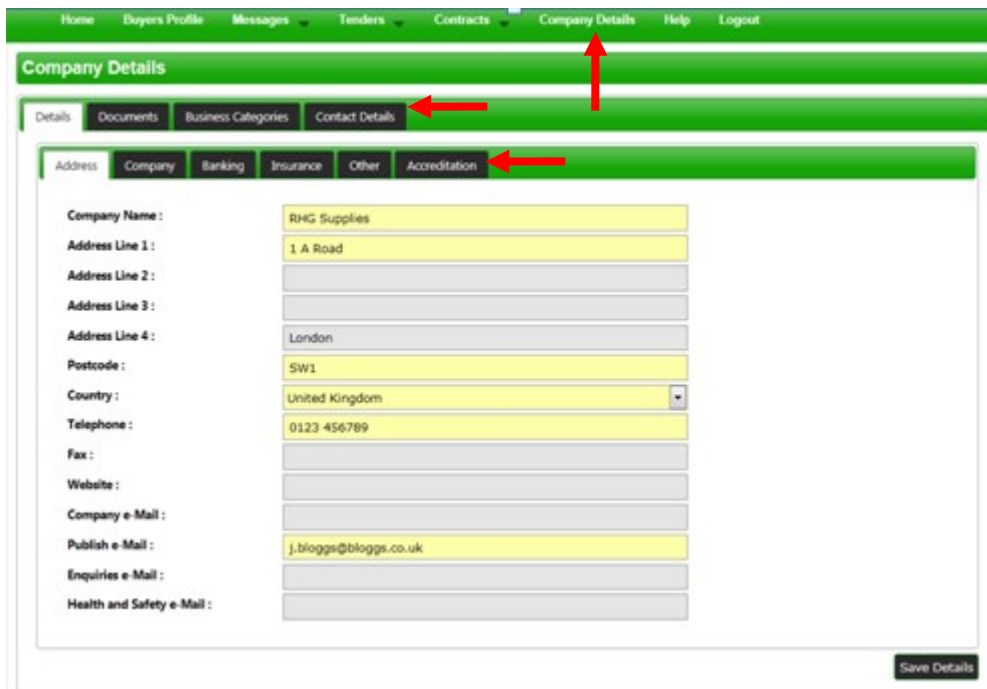 Home Buyers Profile Messages Tenders Contracts Company Details Help Logout
Company Details
Details Documents Business Categories Contact Details
Address Company Banking Insurance Other Accreditation
Company Name : RHG Supplies
Address Line 1 : 1 A Road
Address Line 2 :
Address Line 3 :
Address Line 4 : London
Postcode : SW1
Country : United Kingdom
Telephone : 0123 456789
Fax :
Website :
Company e-Mail :
Publish e-Mail : j.bloggs@bloggs.co.uk
Enquiries e-Mail :
Health and Safety e-Mail :
Save Details